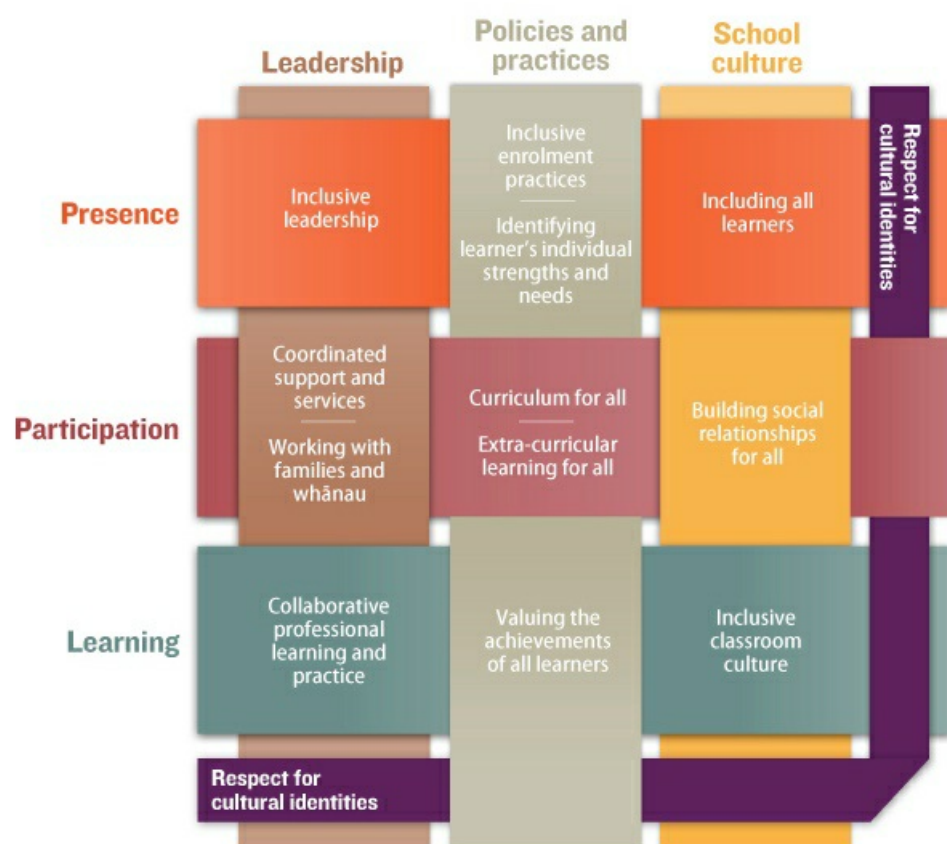 Leadership
Policies and
practices
School
culture
Presence
Inclusive
leadership
Inclusive
enrolment
practices
Identifying
learner's individual
strengths and
needs
Including all
learners
Respect for
cultural identities
Participation
Coordinated
support and
services
Working with
families and
whānau
Curriculum for all
Extra-curricular
learning for all
Building social
relationships
for all
Learning
Collaborative
professional
learning and
practice
Valuing the
achievements
of all learners
Inclusive
classroom
culture
Respect for
cultural identities